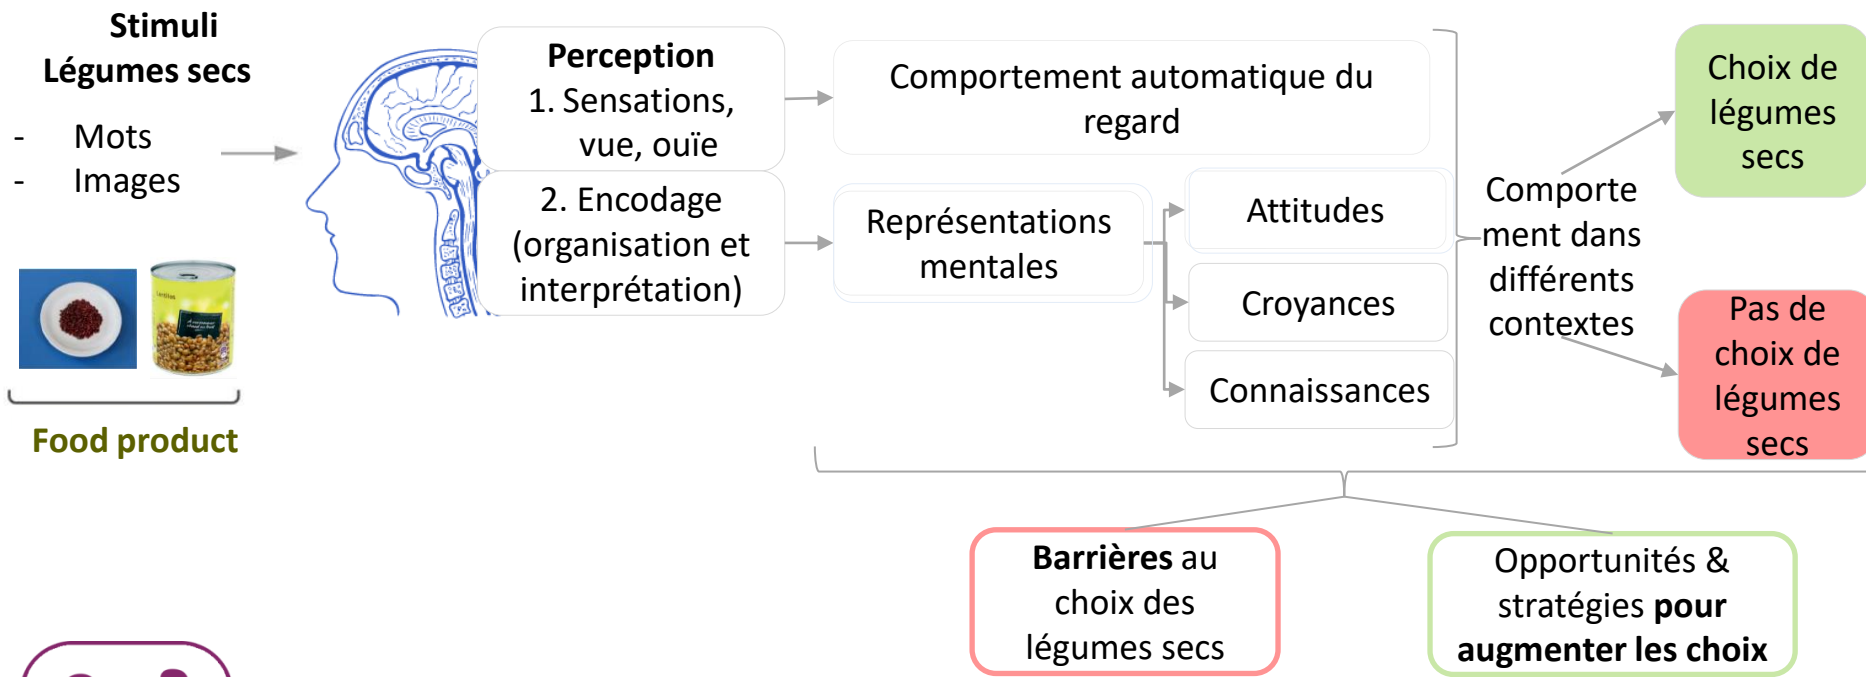 Stimuli
Légumes secs
- Mots
- Images
Food product
Perception
1. Sensations,
vue, ouïe
2. Encodage
(organisation et
interprétation)
Comportement automatique du
regard
Représentations
mentales
Attitudes
Croyances
Connaissances
Comporte
ment dans
différents
contextes
Choix de
légumes
secs
Pas de
choix de
légumes
secs
Barrières au
choix des
légumes secs
Opportunités &
stratégies pour
augmenter les choix